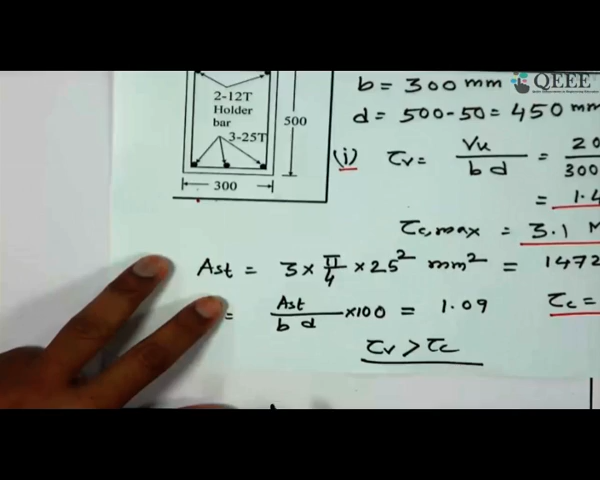 QEEE
2-12T
Holder
bar
3-25T
500
300
b = 300 mm
d = 500-50 = 450 mm
(i) τv = Vu / b d = 20 / 300
= 1.4
τc,max = 3.1 M
Ast = 3 × π/4 × 25² mm² = 1472
= Ast / b d ×100 = 1.09 τc =
τv > τc